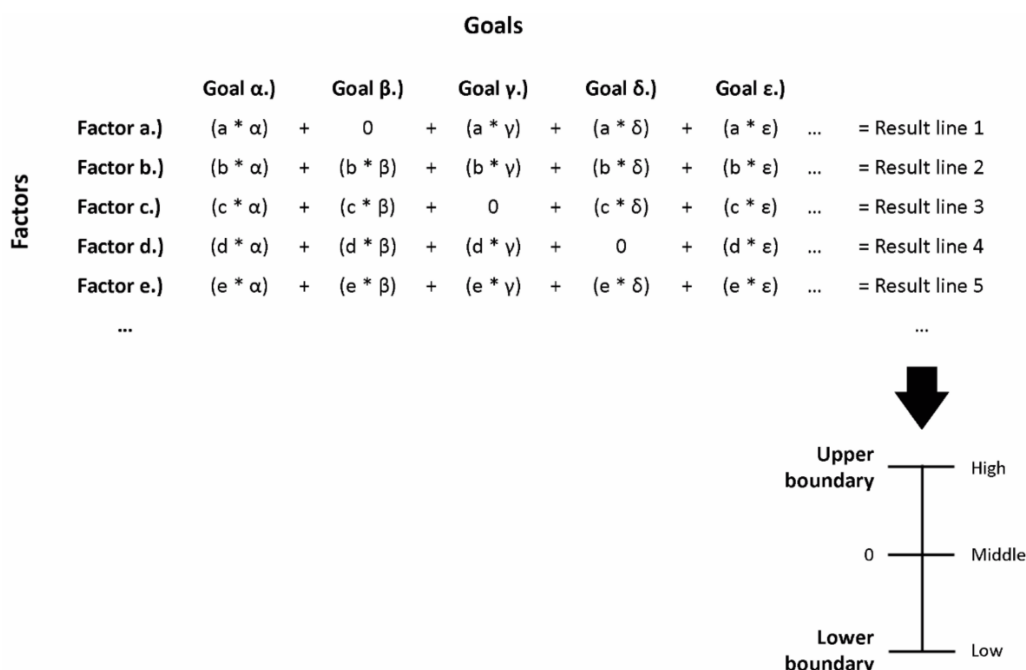 Goals
Goal α.) Goal β.) Goal γ.) Goal δ.) Goal ε.)
Factors
Factor a.) (a * α) + 0 + (a * γ) + (a * δ) + (a * ε) ... = Result line 1
Factor b.) (b * α) + (b * β) + (b * γ) + (b * δ) + (b * ε) ... = Result line 2
Factor c.) (c * α) + (c * β) + 0 + (c * δ) + (c * ε) ... = Result line 3
Factor d.) (d * α) + (d * β) + (d * γ) + 0 + (d * ε) ... = Result line 4
Factor e.) (e * α) + (e * β) + (e * γ) + (e * δ) + (e * ε) ... = Result line 5
... ...
Upper
boundary High
0 Middle
Lower
boundary Low